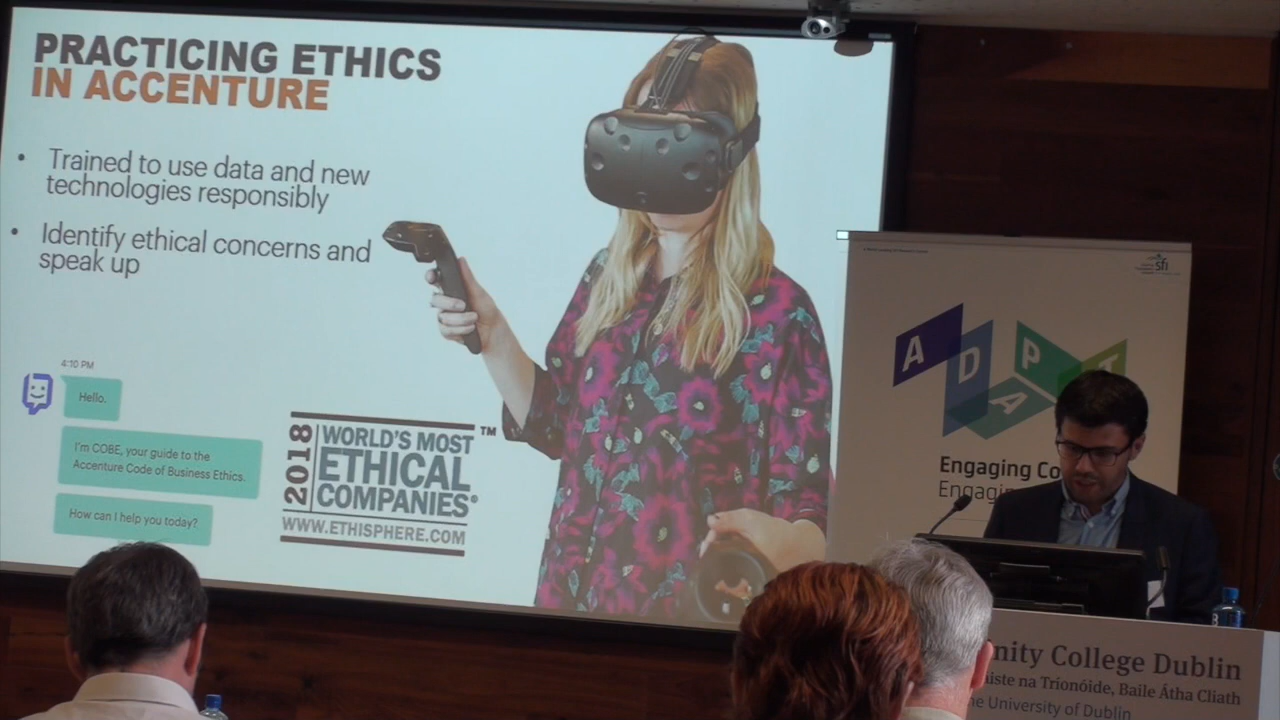 PRACTICING ETHICS
IN ACCENTURE
• Trained to use data and new
technologies responsibly
• Identify ethical concerns and
speak up
4:10 PM
Hello.
I'm COBE, your guide to the
Accenture Code of Business Ethics.
How can I help you today?
2018
WORLD'S MOST
ETHICAL
COMPANIES®
™
WWW.ETHISPHERE.COM
sfi
ADAPT
Engaging Co
Engagin
nity College Dublin
aiste na Tríonóide, Baile Átha Cliath
he University of Dublin